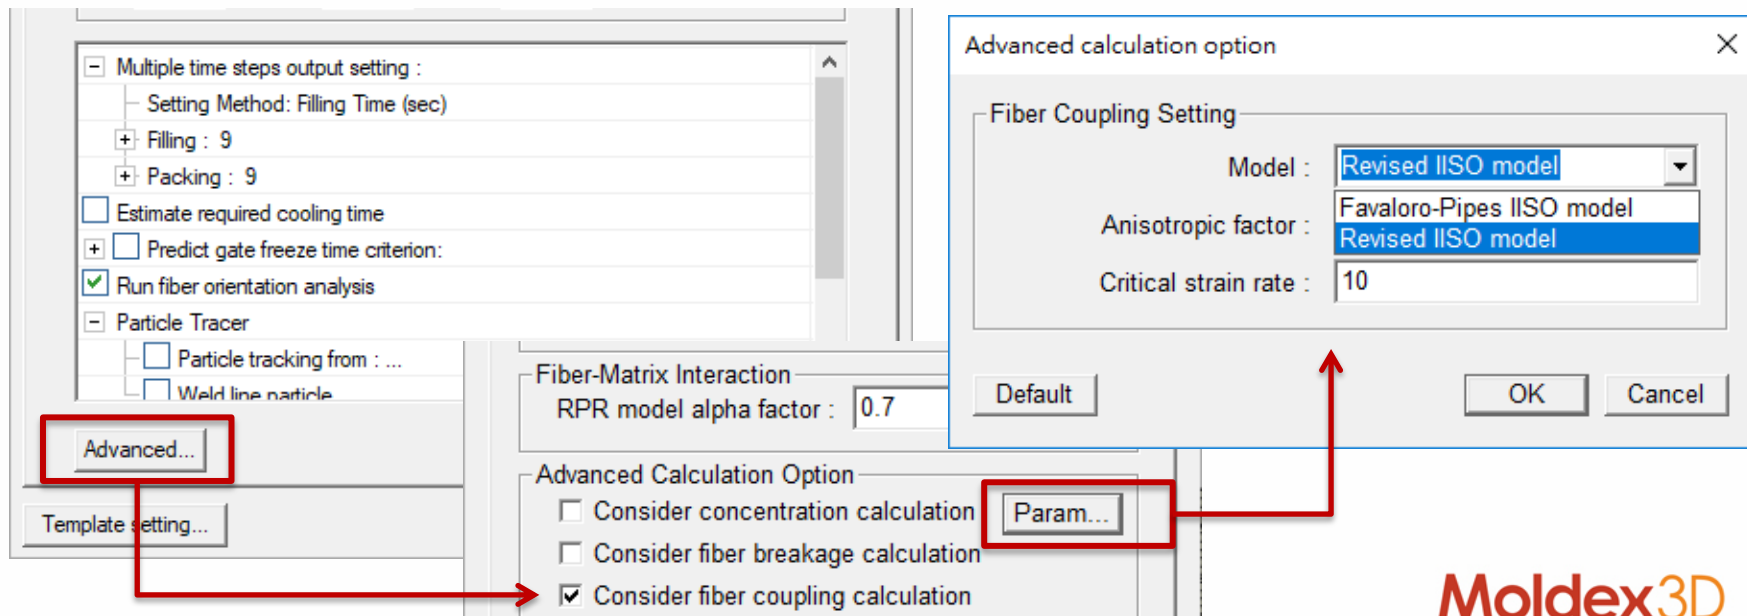 Multiple time steps output setting :
Setting Method: Filling Time (sec)
Filling : 9
Packing : 9
Estimate required cooling time
Predict gate freeze time criterion:
Run fiber orientation analysis
Particle Tracer
Particle tracking from : ...
Weld line particle
Advanced...
Template setting...
Fiber-Matrix Interaction
RPR model alpha factor : 0.7
Advanced Calculation Option
Consider concentration calculation
Param...
Consider fiber breakage calculation
Consider fiber coupling calculation
Advanced calculation option
Fiber Coupling Setting
Model : Revised IISO model
Favaloro-Pipes IISO model
Anisotropic factor :
Revised IISO model
Critical strain rate : 10
Default
OK
Cancel
Moldex3D